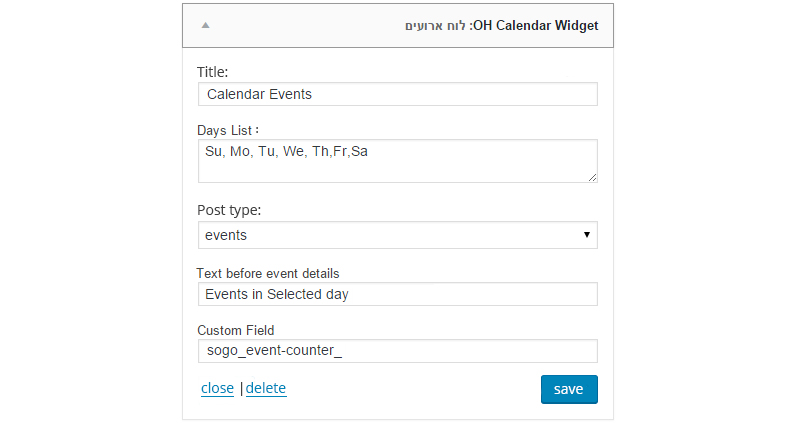 OH Calendar Widget: לוח ארועים
Title:
Calendar Events
Days List :
Su, Mo, Tu, We, Th,Fr,Sa
Post type:
events
Text before event details
Events in Selected day
Custom Field
sogo_event-counter_
close | delete
save